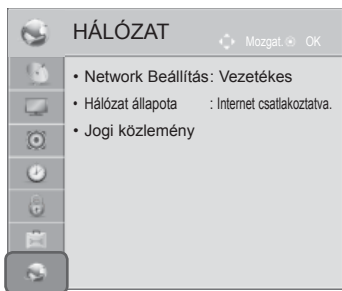 HÁLÓZAT
Mozgat. OK
• Network Beállítás: Vezetékes
• Hálózat állapota : Internet csatlakoztatva.
• Jogi közlemény